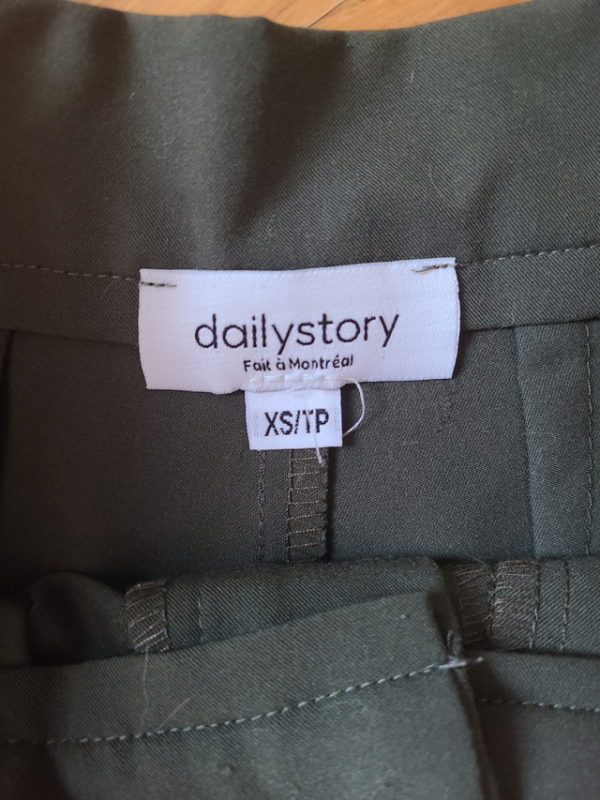 dailystory
Fait à Montréal
XS/TP